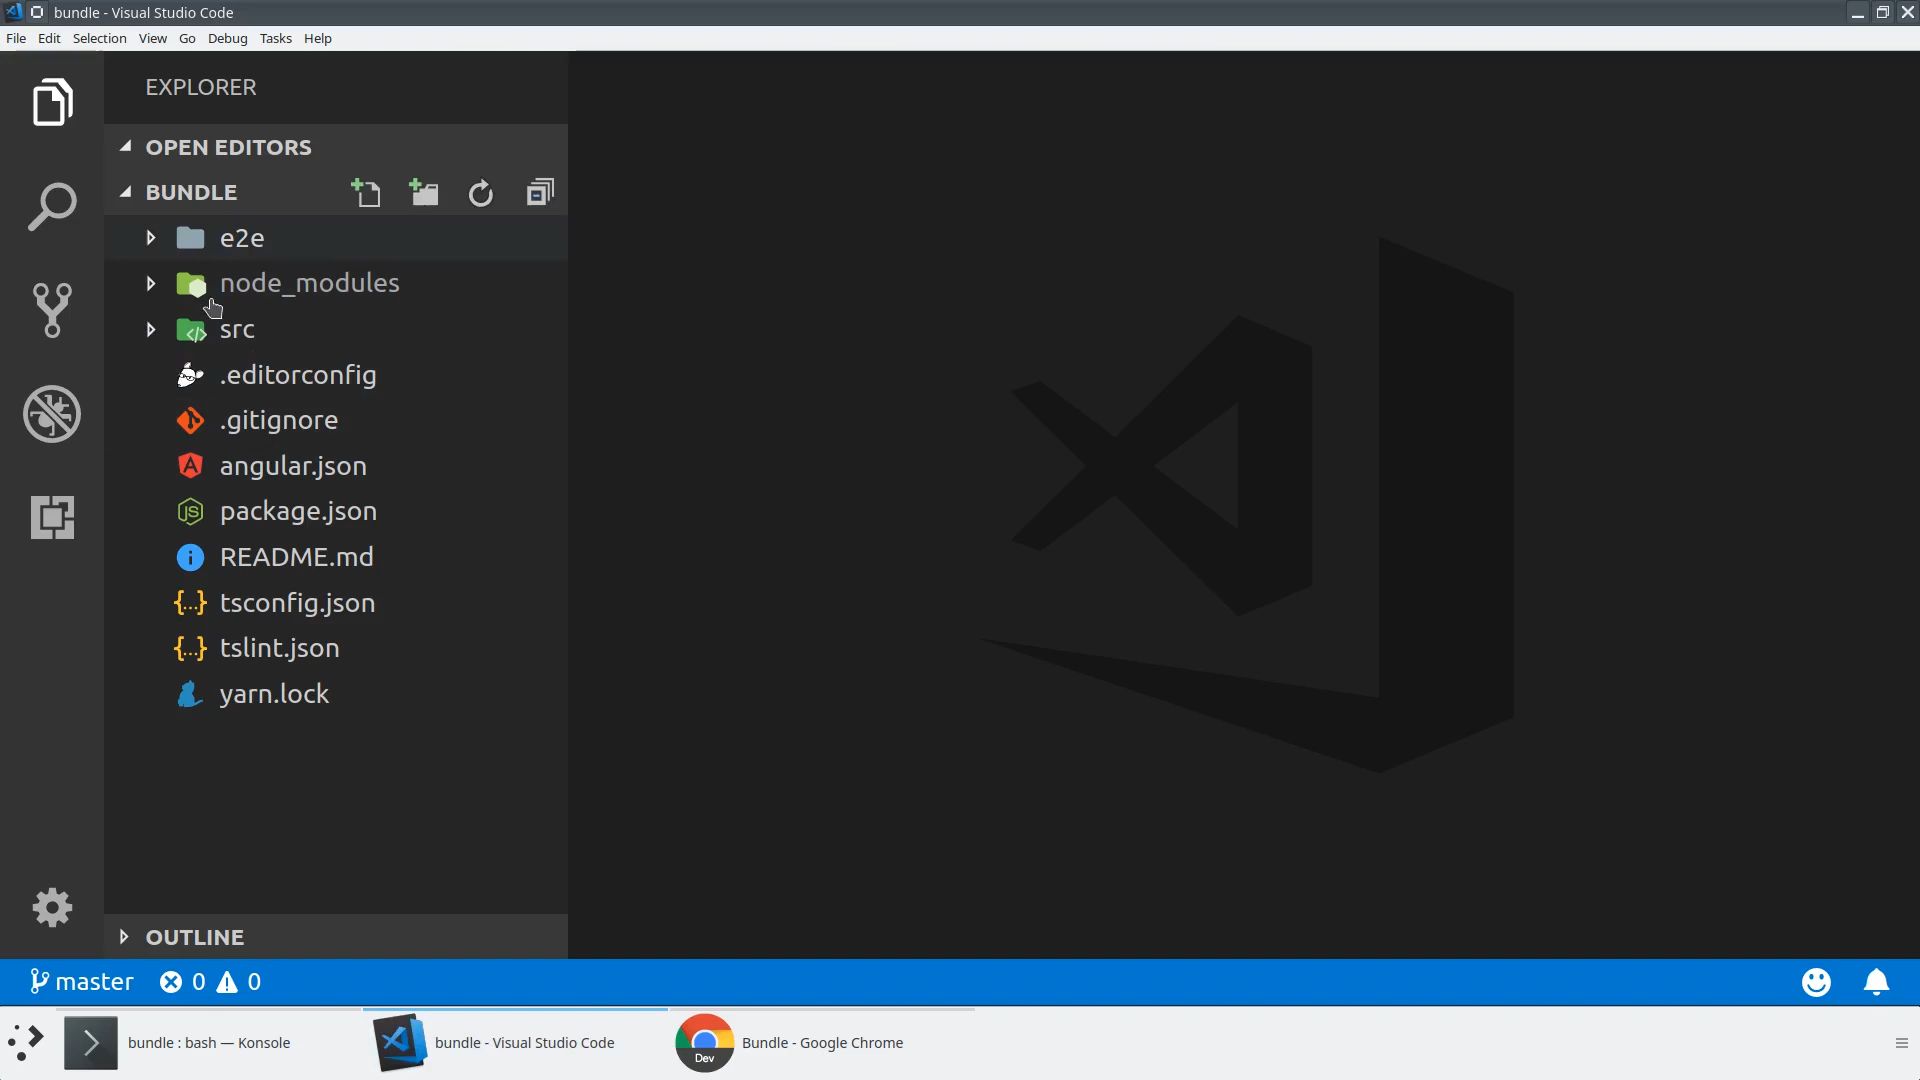 bundle - Visual Studio Code
File Edit Selection View Go Debug Tasks Help
EXPLORER
OPEN EDITORS
BUNDLE
e2e
node_modules
src
.editorconfig
.gitignore
angular.json
package.json
README.md
tsconfig.json
tslint.json
yarn.lock
OUTLINE
master 0 0
bundle : bash — Konsole
bundle - Visual Studio Code
Dev
Bundle - Google Chrome